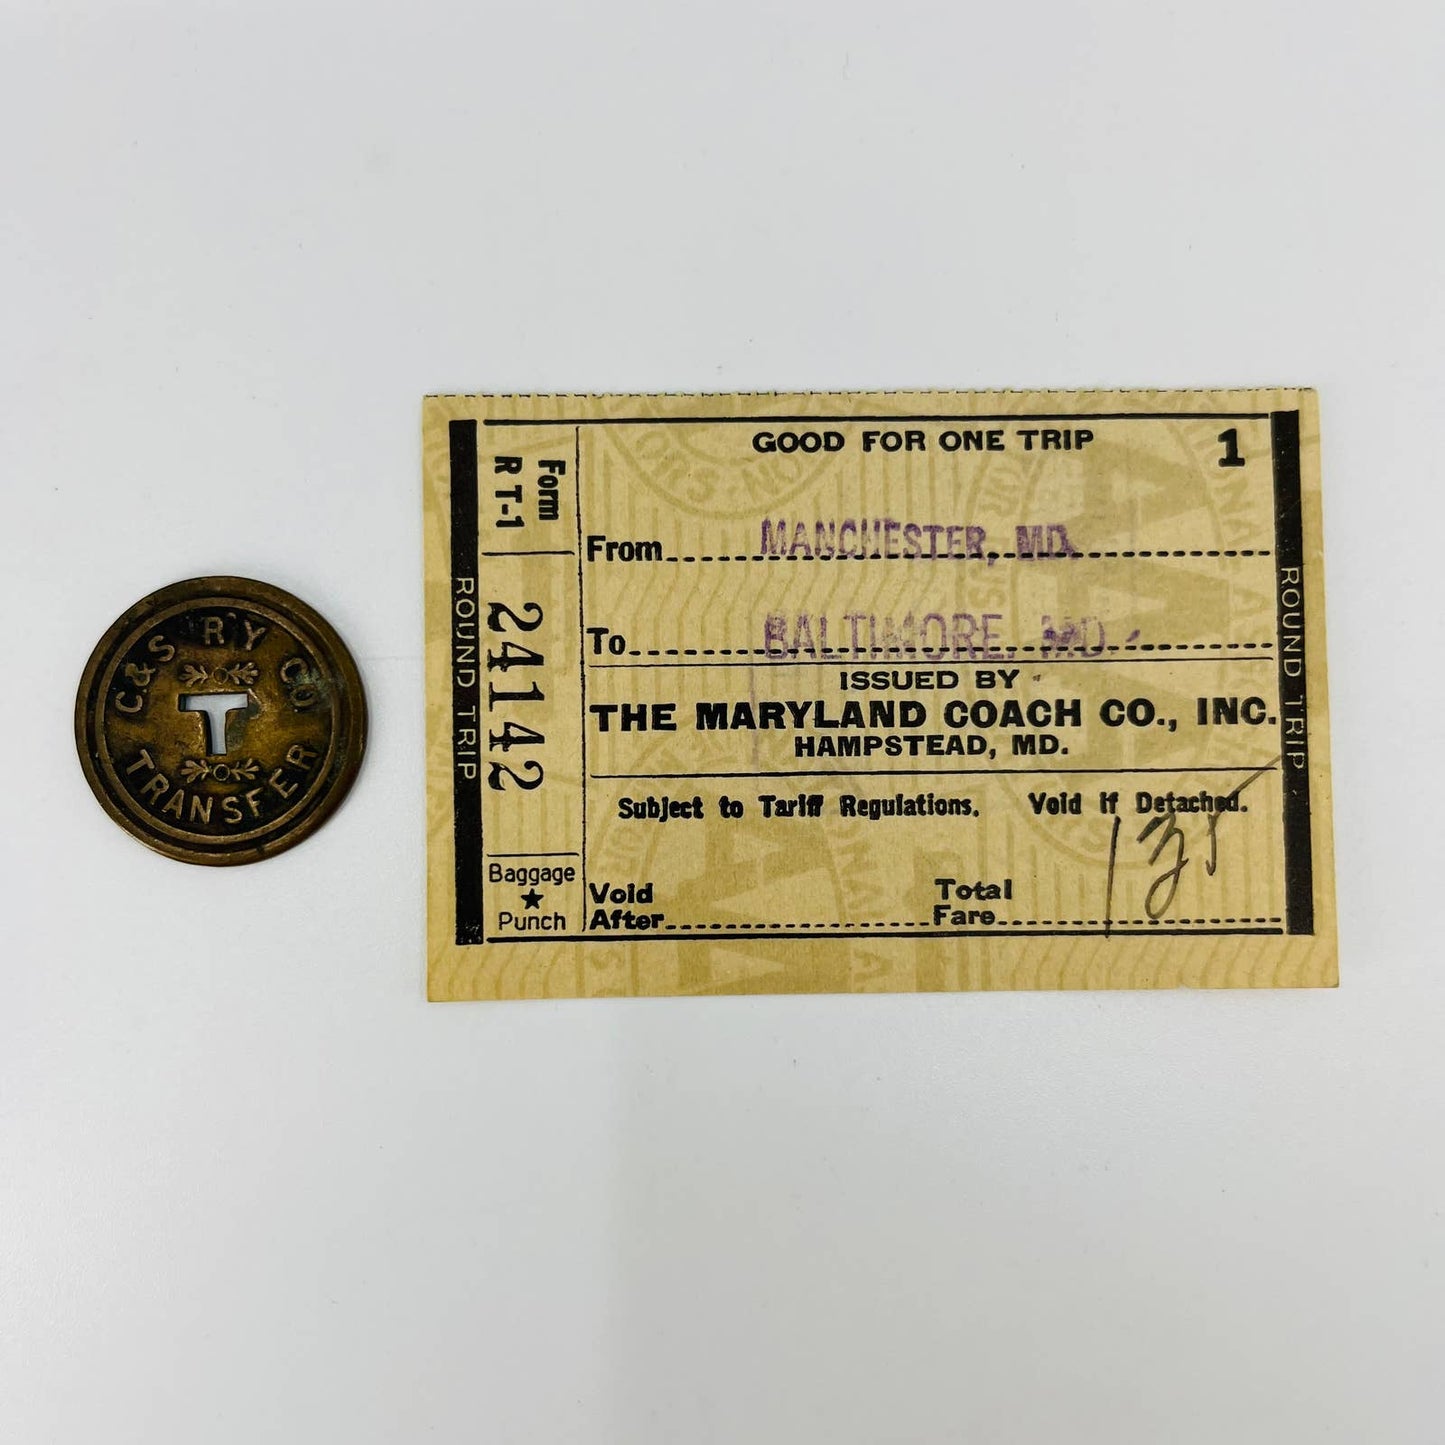 C.&S. RY CO
T
TRANSFER
GOOD FOR ONE TRIP
1
Form
R T-1
From MANCHESTER, MD.
To BALTIMORE, MD.
24142
ROUND TRIP
ROUND TRIP
ISSUED BY
THE MARYLAND COACH CO., INC.
HAMPSTEAD, MD.
Subject to Tariff Regulations. Void if Detached.
Baggage
★
Punch
Void
After
Total
Fare 135